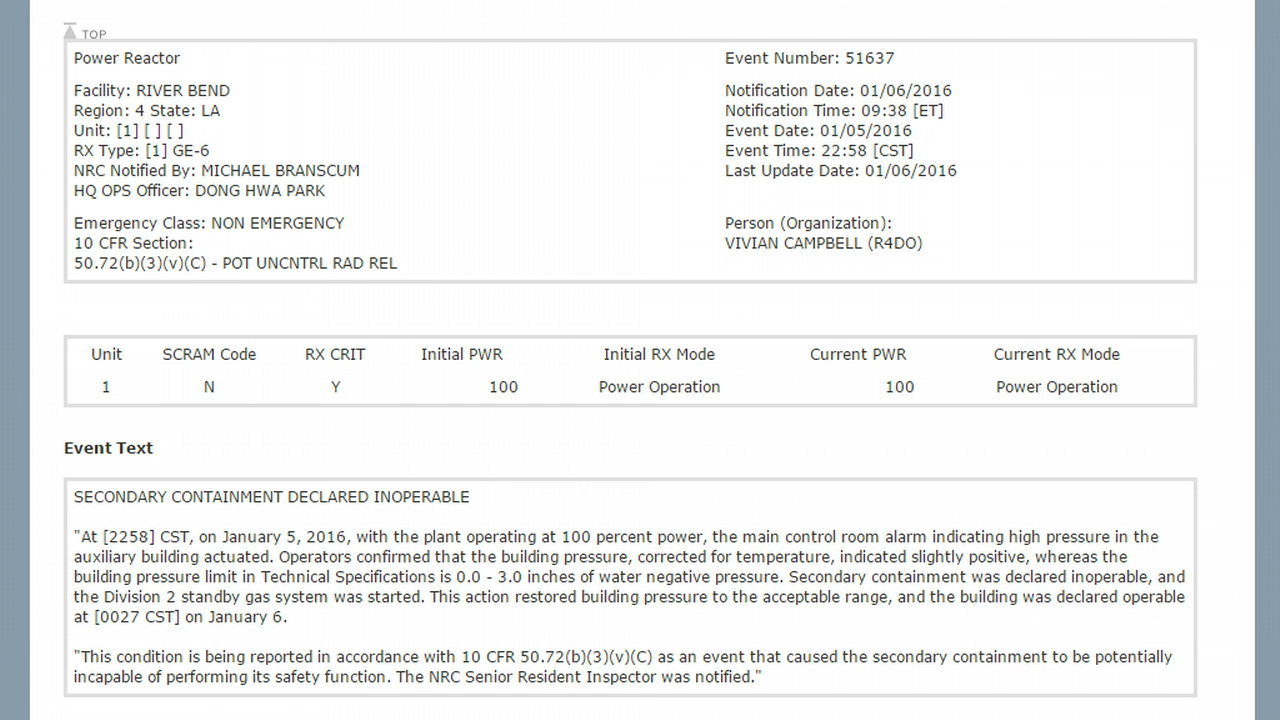 TOP
Power Reactor
Event Number: 51637
Facility: RIVER BEND
Region: 4 State: LA
Unit: [1] [ ] [ ]
RX Type: [1] GE-6
NRC Notified By: MICHAEL BRANSCUM
HQ OPS Officer: DONG HWA PARK
Notification Date: 01/06/2016
Notification Time: 09:38 [ET]
Event Date: 01/05/2016
Event Time: 22:58 [CST]
Last Update Date: 01/06/2016
Emergency Class: NON EMERGENCY
10 CFR Section:
50.72(b)(3)(v)(C) - POT UNCNTRL RAD REL
Person (Organization):
VIVIAN CAMPBELL (R4DO)
Unit SCRAM Code RX CRIT Initial PWR Initial RX Mode Current PWR Current RX Mode
1 N Y 100 Power Operation 100 Power Operation
Event Text
SECONDARY CONTAINMENT DECLARED INOPERABLE
"At [2258] CST, on January 5, 2016, with the plant operating at 100 percent power, the main control room alarm indicating high pressure in the
auxiliary building actuated. Operators confirmed that the building pressure, corrected for temperature, indicated slightly positive, whereas the
building pressure limit in Technical Specifications is 0.0 - 3.0 inches of water negative pressure. Secondary containment was declared inoperable, and
the Division 2 standby gas system was started. This action restored building pressure to the acceptable range, and the building was declared operable
at [0027 CST] on January 6.
"This condition is being reported in accordance with 10 CFR 50.72(b)(3)(v)(C) as an event that caused the secondary containment to be potentially
incapable of performing its safety function. The NRC Senior Resident Inspector was notified."